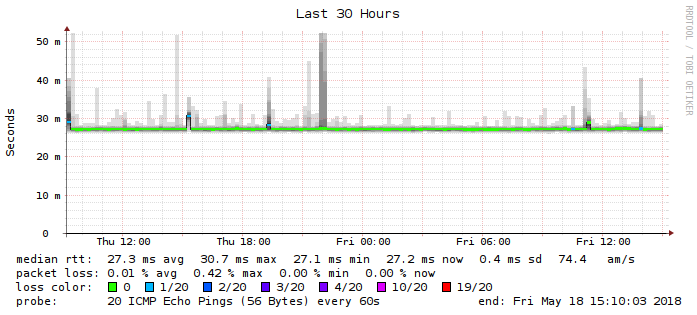 Last 30 Hours
RRDTOOL / TOBI OETIKER
Seconds
50 m
40 m
30 m
20 m
10 m
0
Thu 12:00 Thu 18:00 Fri 00:00 Fri 06:00 Fri 12:00
median rtt: 27.3 ms avg 30.7 ms max 27.1 ms min 27.2 ms now 0.4 ms sd 74.4 am/s
packet loss: 0.01 % avg 0.42 % max 0.00 % min 0.00 % now
loss color: 0 1/20 2/20 3/20 4/20 10/20 19/20
probe: 20 ICMP Echo Pings (56 Bytes) every 60s end: Fri May 18 15:10:03 2018